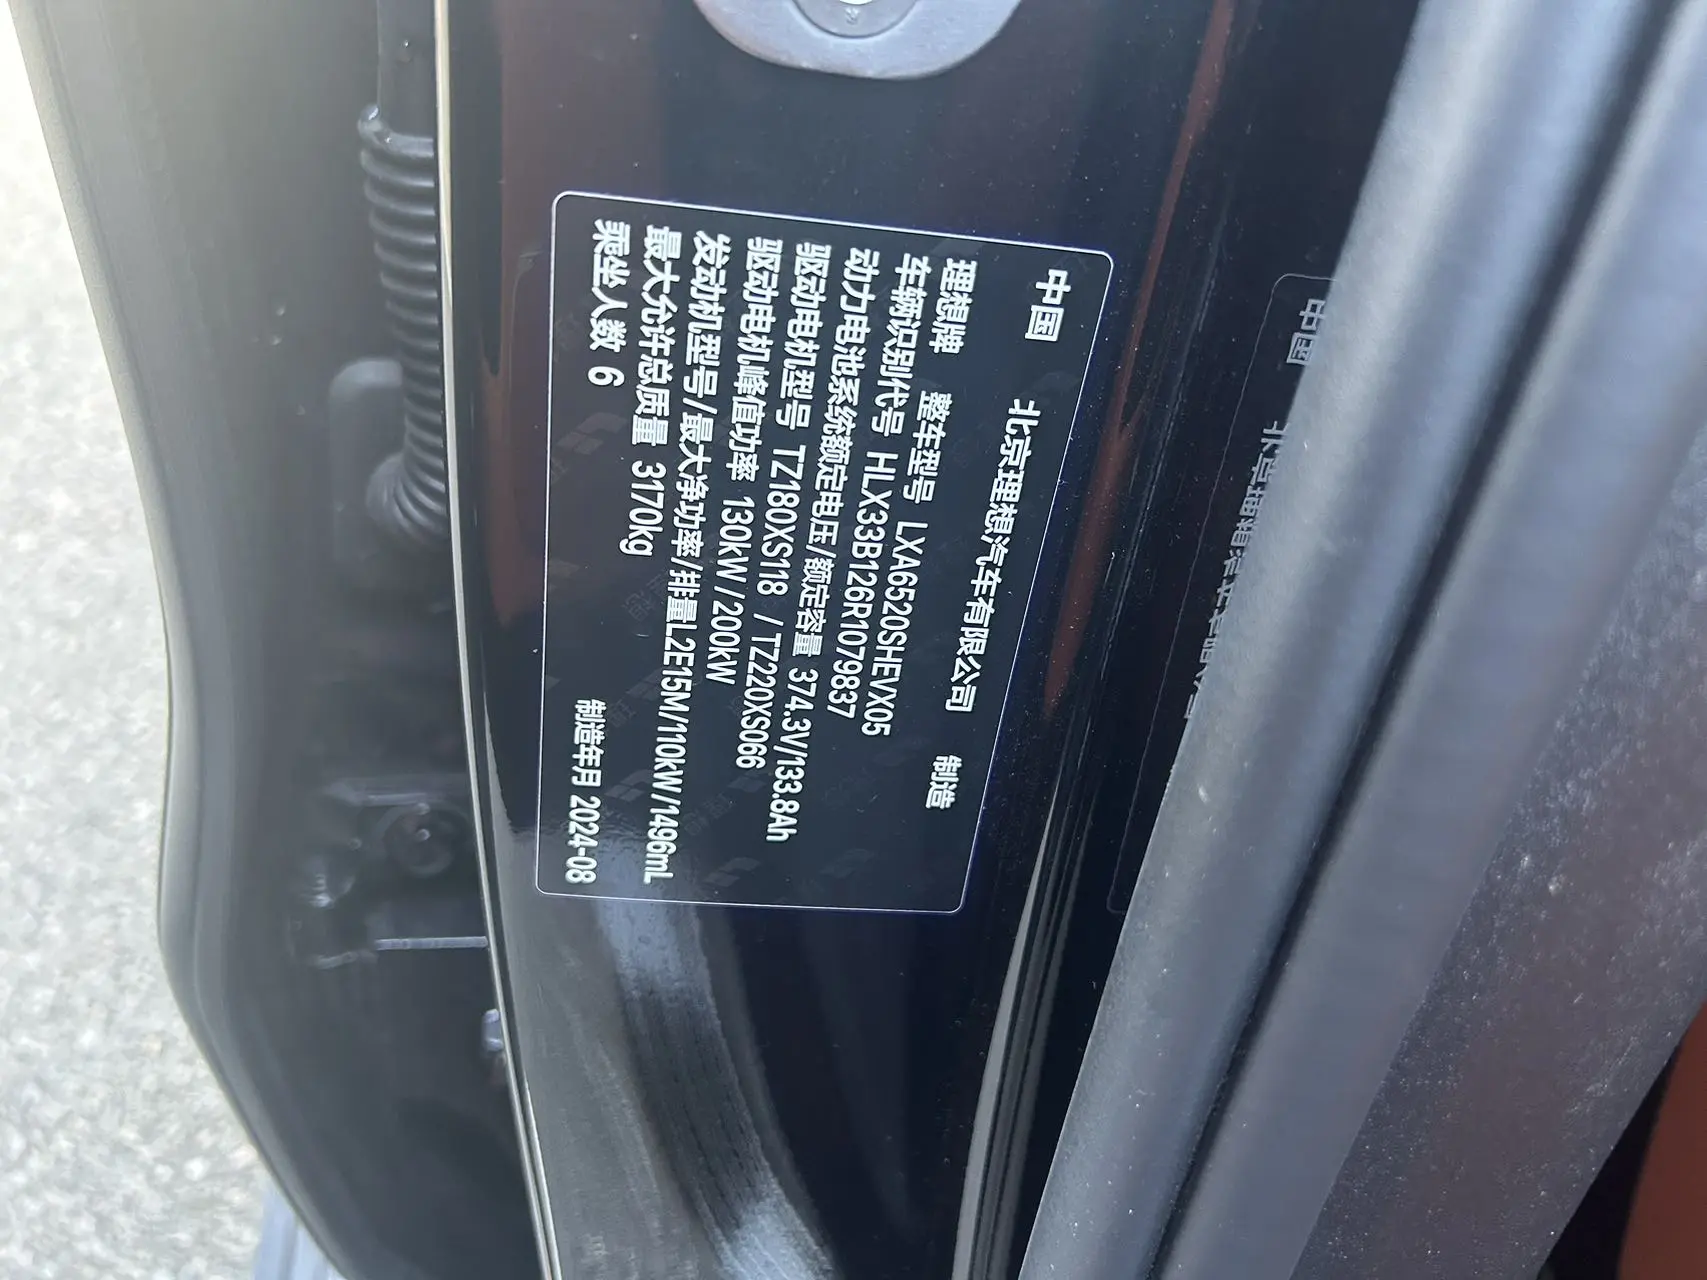 中国 北京理想汽车有限公司 制造
理想牌 整车型号 LXA6520SHEVX05
车辆识别代号 HLX33B126R1079837
动力电池系统额定电压/额定容量 374.3V/133.8Ah
驱动电机型号 TZ180XS118 / TZ220XS066
驱动电机峰值功率 130kW / 200kW
发动机型号/最大净功率/排量L2E15M/110kW/1496mL
最大允许总质量 3170kg
乘坐人数 6 制造年月 2024-08